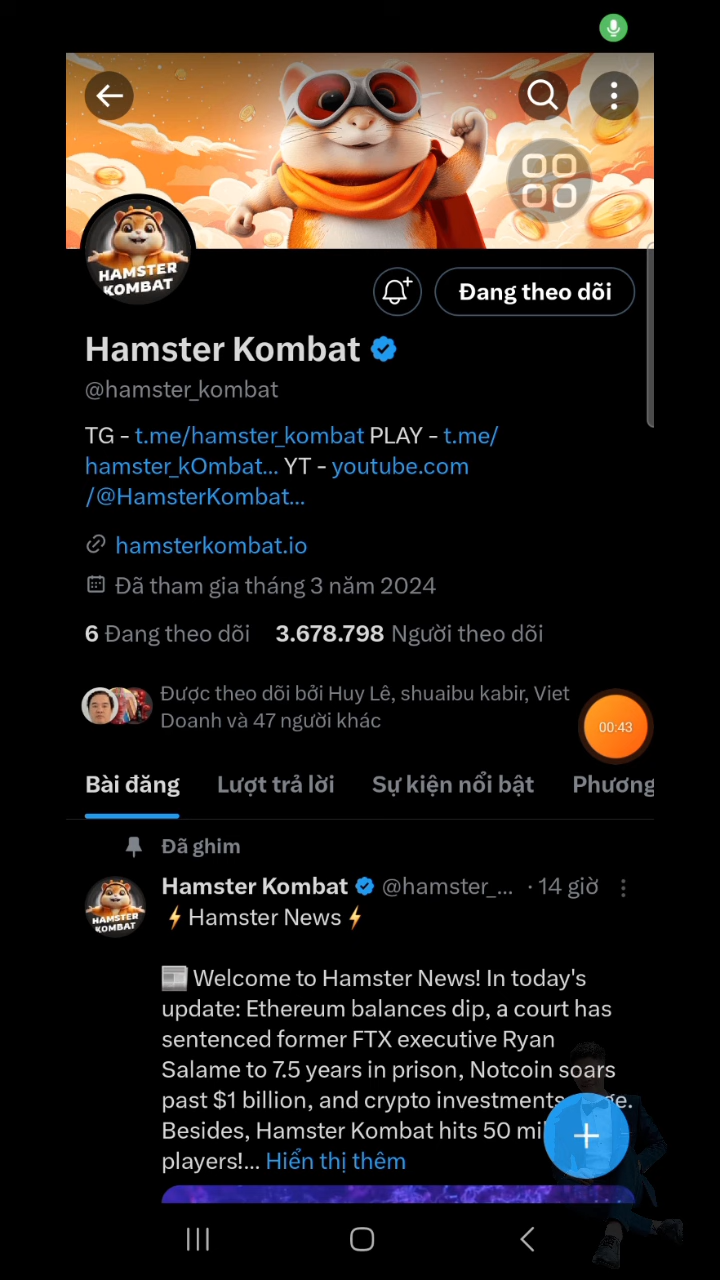 HAMSTER
KOMBAT
Đang theo dõi
Hamster Kombat
@hamster_kombat
TG - t.me/hamster_kombat PLAY - t.me/
hamster_kOmbat... YT - youtube.com
/@HamsterKombat...
hamsterkombat.io
Đã tham gia tháng 3 năm 2024
6 Đang theo dõi 3.678.798 Người theo dõi
Được theo dõi bởi Huy Lê, shuaibu kabir, Viet
Doanh và 47 người khác
00:43
Bài đăng Lượt trả lời Sự kiện nổi bật Phương
Đã ghim
Hamster Kombat @hamster_... · 14 giờ
HAMSTER
KOMBAT
⚡Hamster News⚡
📰 Welcome to Hamster News! In today's
update: Ethereum balances dip, a court has
sentenced former FTX executive Ryan
Salame to 7.5 years in prison, Notcoin soars
past $1 billion, and crypto investments
Besides, Hamster Kombat hits 50 mil
players!... Hiển thị thêm